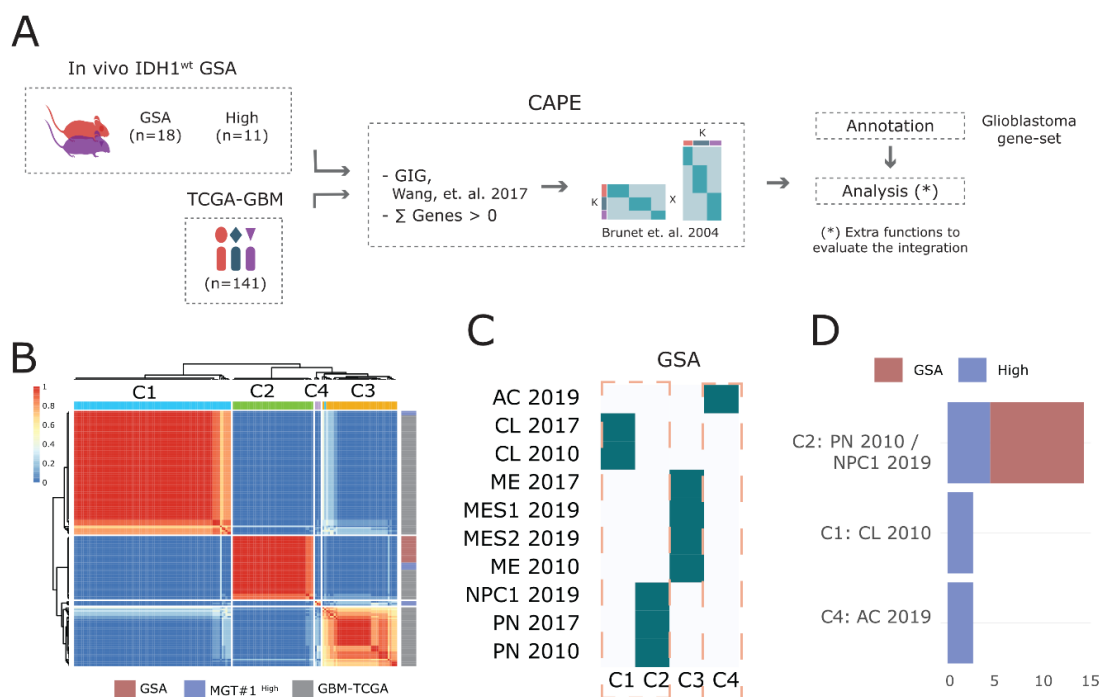 A
In vivo IDH1wt GSA
GSA
(n=18)
High
(n=11)
TCGA-GBM
(n=141)
CAPE
- GIG,
Wang, et. al. 2017
- Σ Genes > 0
K
X
K
Brunet et. al. 2004
Annotation
Glioblastoma
gene-set
Analysis (*)
(*) Extra functions to
evaluate the integration
B
1
0.8
0.6
0.4
0.2
0
C1
C2
C4
C3
GSA
MGT#1 High
GBM-TCGA
C
GSA
AC 2019
CL 2017
CL 2010
ME 2017
MES1 2019
MES2 2019
ME 2010
NPC1 2019
PN 2017
PN 2010
C1 C2 C3 C4
D
GSA
High
C2: PN 2010 /
NPC1 2019
C1: CL 2010
C4: AC 2019
0 5 10 15